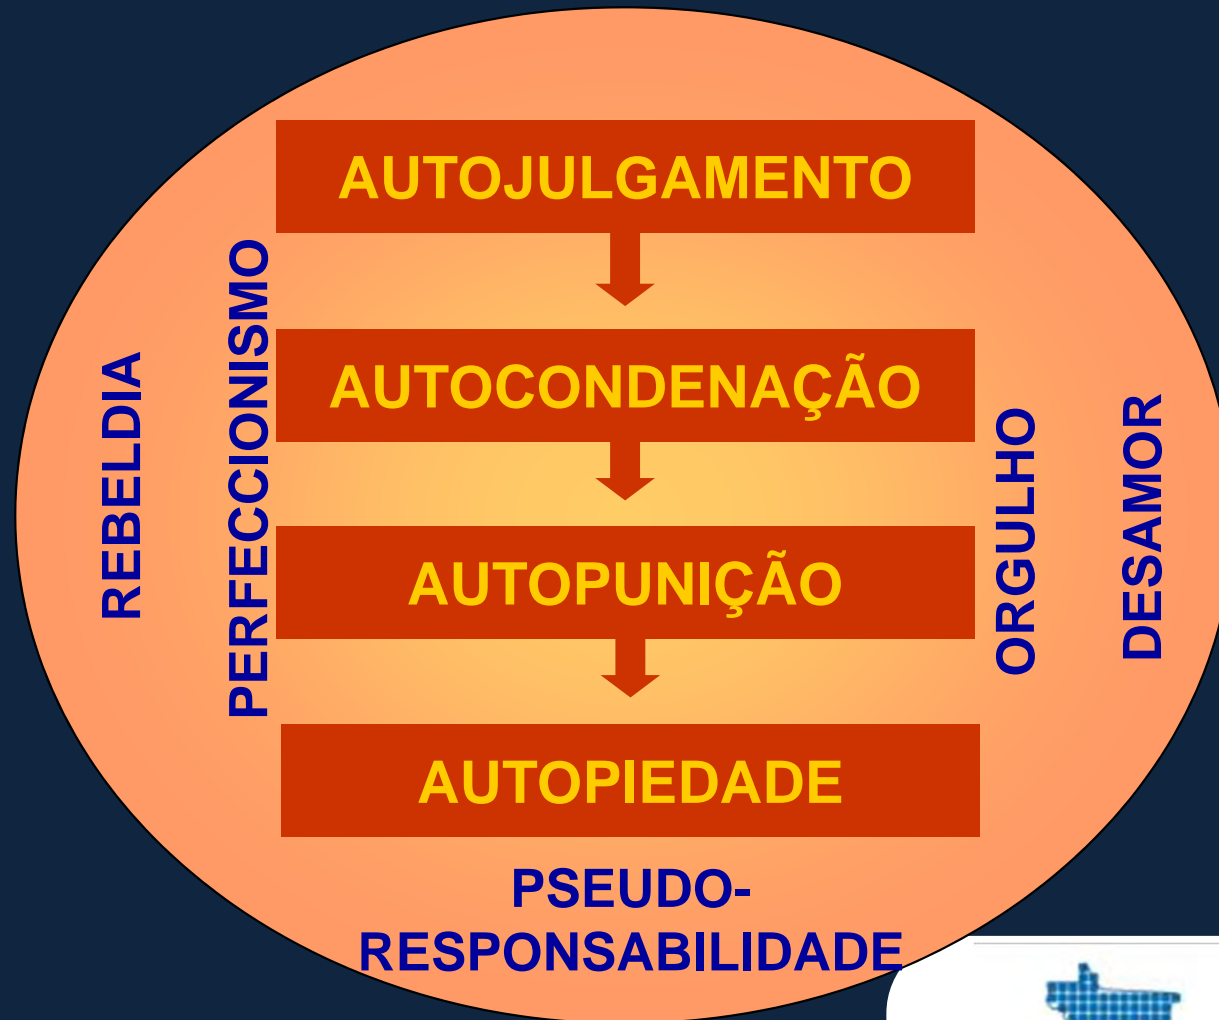 AUTOJULGAMENTO
REBELDIA
PERFECCIONISMO
AUTOCONDENAÇÃO
AUTOPUNIÇÃO
ORGULHO
DESAMOR
AUTOPIEDADE
PSEUDO-
RESPONSABILIDADE